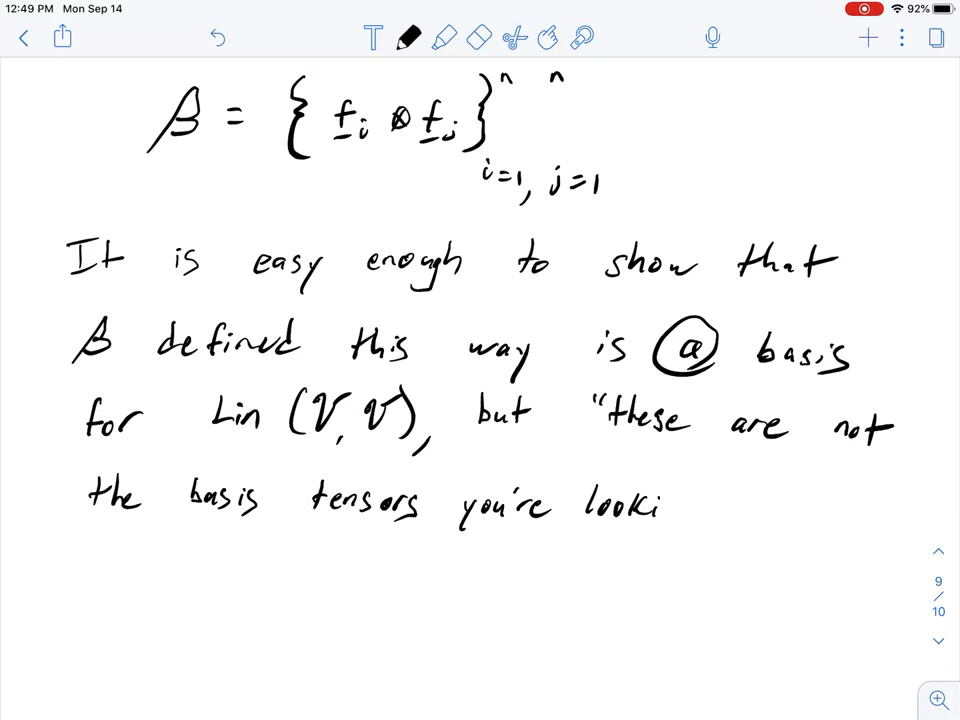 12:49 PM Mon Sep 14 92%
β = { f_i ⊗ f_j }^n ^n _{i=1, j=1}
It is easy enough to show that
β defined this way is a basis
for Lin (V, V), but "these are not
the basis tensors you're looki
9
/
10